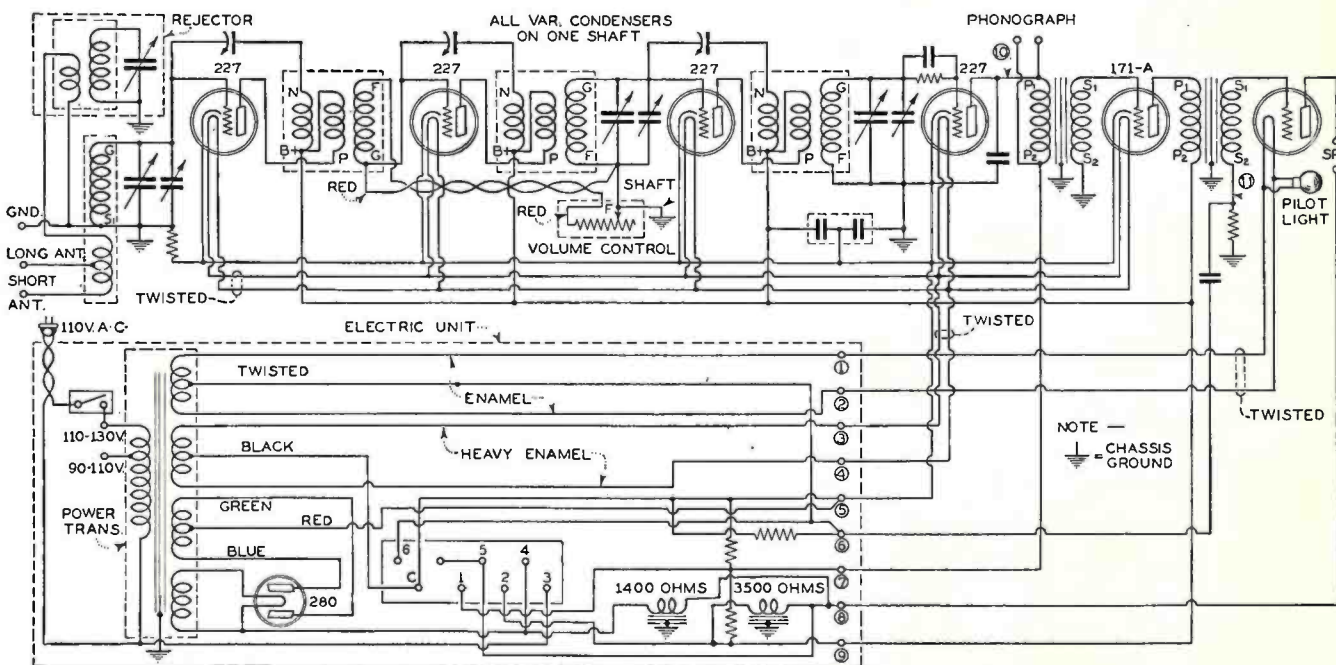 REJECTOR
ALL VAR. CONDENSERS
ON ONE SHAFT
PHONOGRAPH
227
227
227
227
171-A
10
N
F
B+
P
G
N
G
B+
P
F
N
G
B+
P
F
P1
S1
P2
S2
P1
S1
P2
S2
G
S
RED
RED
SHAFT
F
VOLUME CONTROL
11
SP
PILOT
LIGHT
GND.
LONG ANT.
SHORT
ANT.
TWISTED
110V. A.C.
ELECTRIC UNIT
TWISTED
TWISTED
ENAMEL
1
2
TWISTED
110-130V.
90-110V.
BLACK
HEAVY ENAMEL
3
4
NOTE —
= CHASSIS
GROUND
POWER
TRANS.
GREEN
RED
BLUE
5
6
6
5
4
C
1
2
3
280
1400 OHMS
3500 OHMS
7
8
9